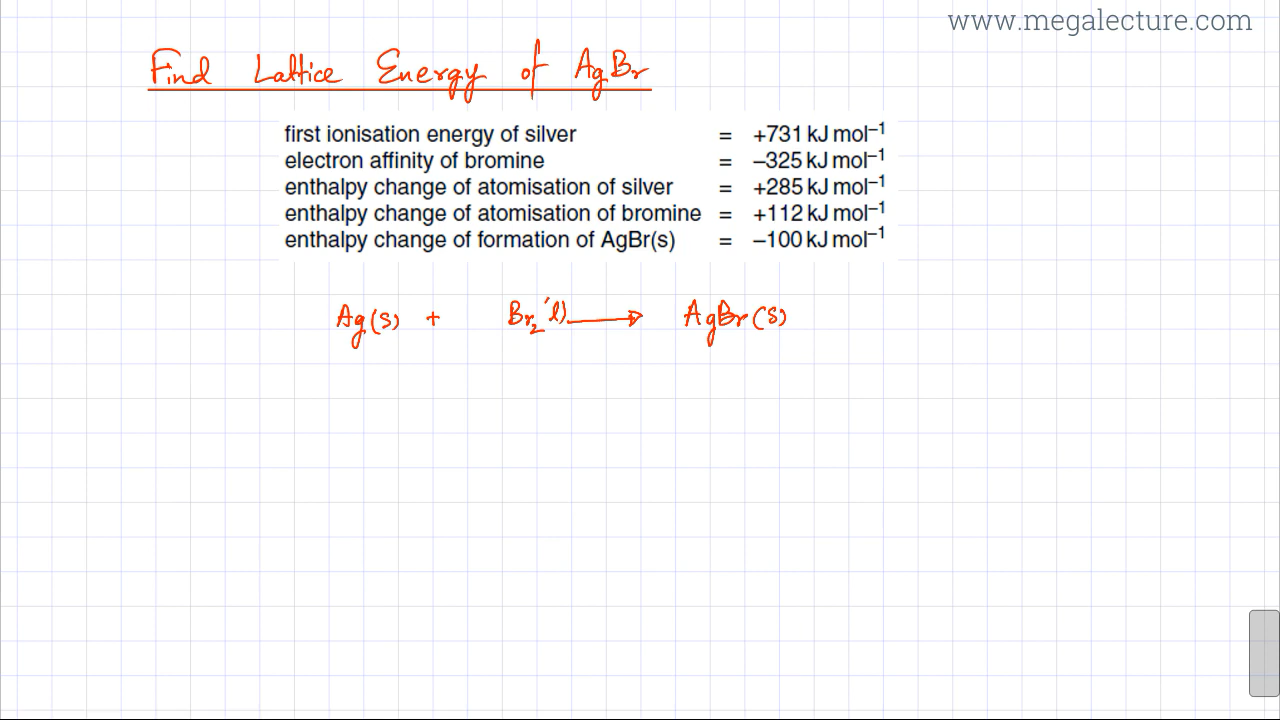 www.megalecture.com
Find Lattice Energy of AgBr
first ionisation energy of silver = +731 kJ mol⁻¹
electron affinity of bromine = –325 kJ mol⁻¹
enthalpy change of atomisation of silver = +285 kJ mol⁻¹
enthalpy change of atomisation of bromine = +112 kJ mol⁻¹
enthalpy change of formation of AgBr(s) = –100 kJ mol⁻¹
Ag(s) + Br₂(l) → AgBr(s)